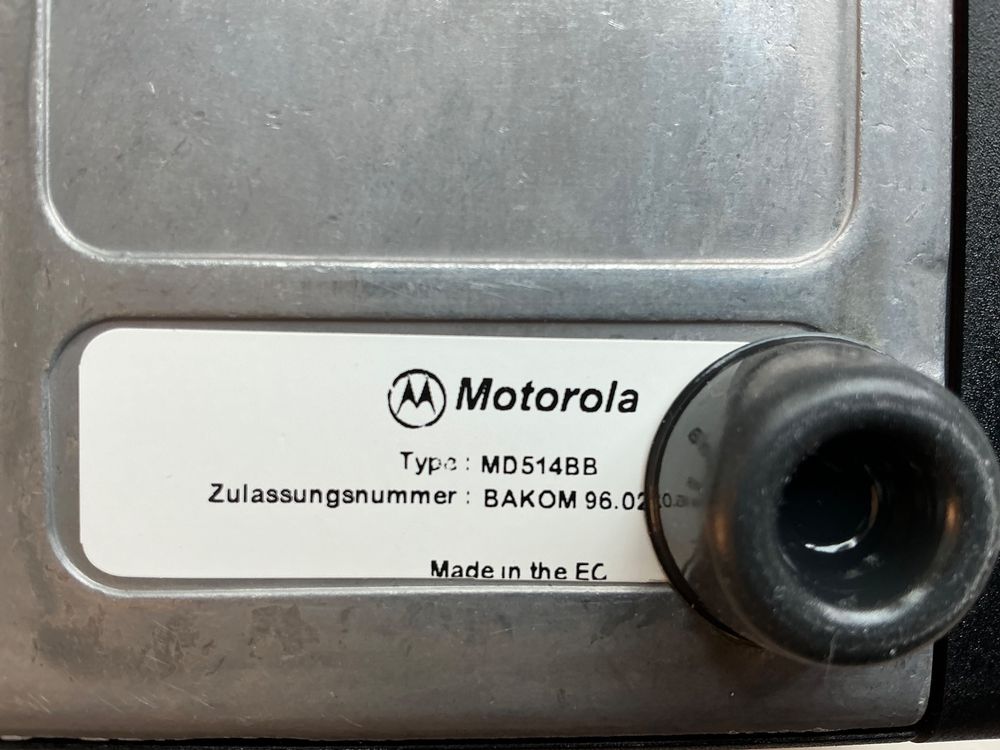 Motorola
Type: MD514BB
Zulassungsnummer: BAKOM 96.02
Made in the EC